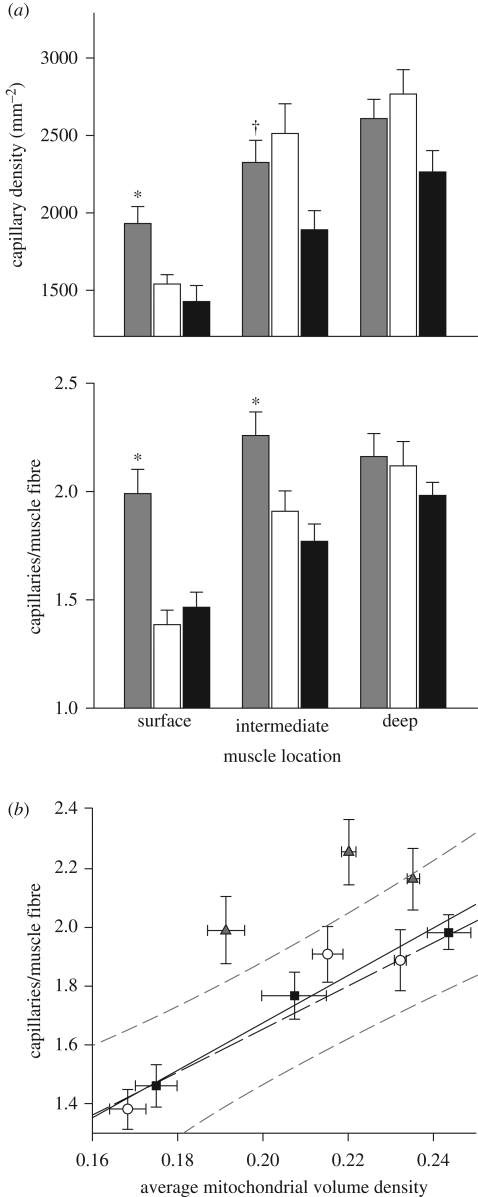 (a)
3000
2500
2000
1500
capillary density (mm−2)
*
†
2.5
2.0
1.5
1.0
capillaries/muscle fibre
*
*
surface intermediate deep
muscle location
(b)
2.4
2.2
2.0
1.8
1.6
1.4
capillaries/muscle fibre
0.16 0.18 0.20 0.22 0.24
average mitochondrial volume density